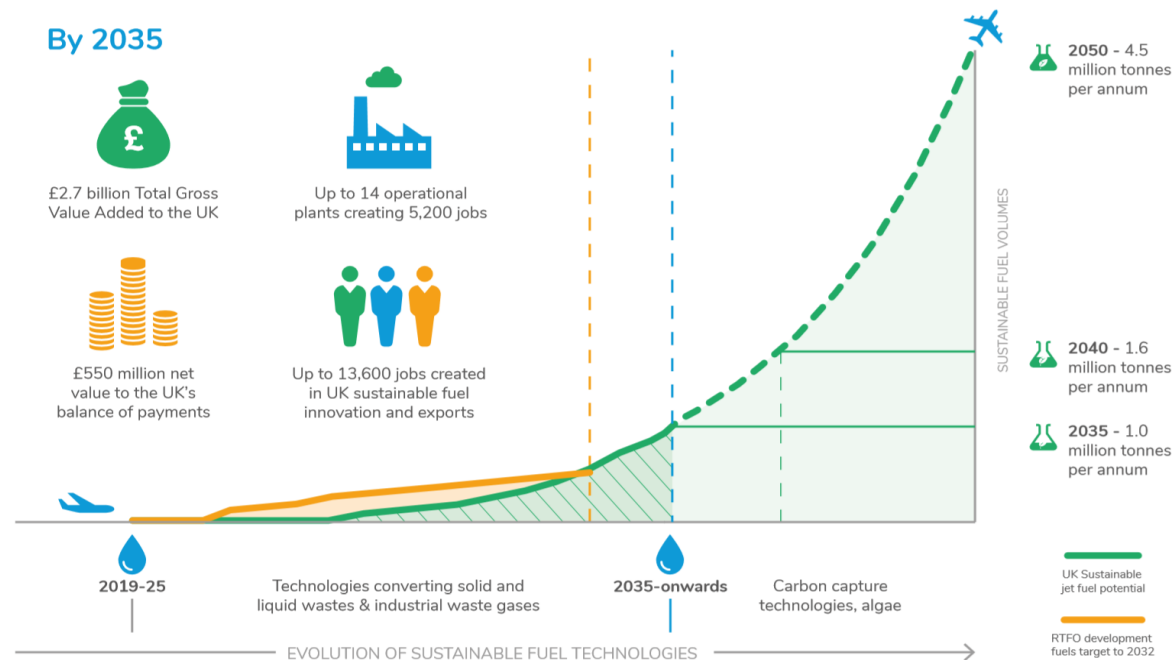 By 2035
£
£2.7 billion Total Gross
Value Added to the UK
Up to 14 operational
plants creating 5,200 jobs
£550 million net
value to the UK's
balance of payments
Up to 13,600 jobs created
in UK sustainable fuel
innovation and exports
2050 - 4.5
million tonnes
per annum
SUSTAINABLE FUEL VOLUMES
2040 - 1.6
million tonnes
per annum
2035 - 1.0
million tonnes
per annum
2019-25
Technologies converting solid and
liquid wastes & industrial waste gases
2035-onwards
Carbon capture
technologies, algae
UK Sustainable
jet fuel potential
RTFO development
fuels target to 2032
EVOLUTION OF SUSTAINABLE FUEL TECHNOLOGIES